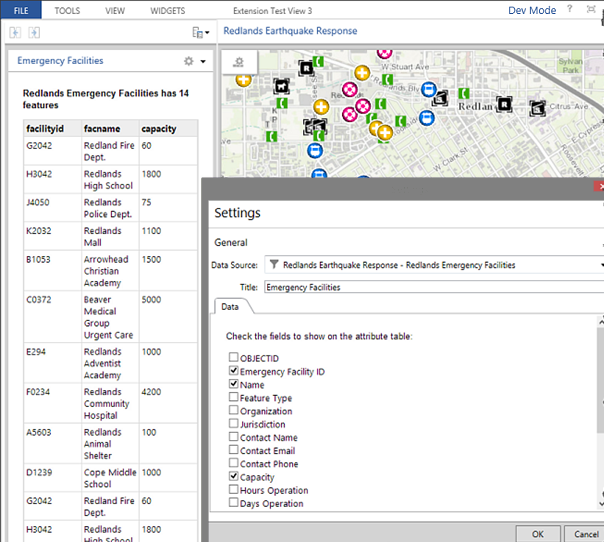 FILE TOOLS VIEW WIDGETS Extension Test View 3 Dev Mode ?
Redlands Earthquake Response
Emergency Facilities
Redlands Emergency Facilities has 14
features
facilityid facname capacity
G2042 Redland Fire 60
Dept.
H3042 Redlands 1800
High School
J4050 Redlands 75
Police Dept.
K2032 Redlands 1100
Mall
B1053 Arrowhead 1500
Christian
Academy
C0372 Beaver 5000
Medical
Group
Urgent Care
E294 Redlands 1000
Adventist
Academy
F0234 Redlands 4200
Community
Hospital
A5603 Redlands 100
Animal
Shelter
D1239 Cope Middle 1000
School
G2042 Redland Fire 60
Dept.
H3042 Redlands 1800
High School
W Stuart Ave
Sylvan
Park
Redlands Blvd
Redlands
Citrus Ave
E Cypress
W Clark St
Roosevelt
Settings
General
Data Source: Redlands Earthquake Response - Redlands Emergency Facilities
Title: Emergency Facilities
Data
Check the fields to show on the attribute table:
OBJECTID
Emergency Facility ID
Name
Feature Type
Organization
Jurisdiction
Contact Name
Contact Email
Contact Phone
Capacity
Hours Operation
Days Operation
OK Cancel